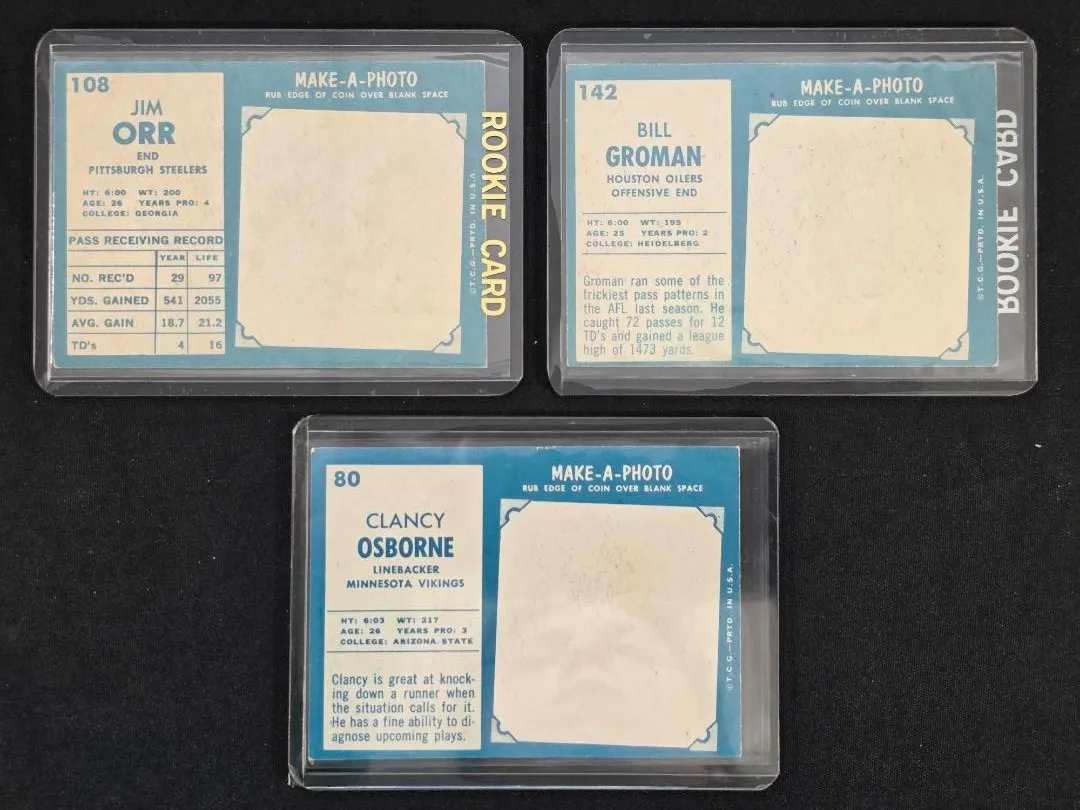 108
JIM
ORR
END
PITTSBURGH STEELERS
HT: 6:00 WT: 200
AGE: 26 YEARS PRO: 4
COLLEGE: GEORGIA
PASS RECEIVING RECORD
YEAR LIFE
NO. REC'D 29 97
YDS. GAINED 541 2055
AVG. GAIN 18.7 21.2
TD's 4 16
MAKE-A-PHOTO
RUB EDGE OF COIN OVER BLANK SPACE
©T.C.G.—PRTD. IN U.S.A.
ROOKIE CARD
142
BILL
GROMAN
HOUSTON OILERS
OFFENSIVE END
HT: 6:00 WT: 195
AGE: 25 YEARS PRO: 2
COLLEGE: HEIDELBERG
Groman ran some of the
trickiest pass patterns in
the AFL last season. He
caught 72 passes for 12
TD's and gained a league
high of 1473 yards.
MAKE-A-PHOTO
RUB EDGE OF COIN OVER BLANK SPACE
©T.C.G.—PRTD. IN U.S.A.
ROOKIE CARD
80
CLANCY
OSBORNE
LINEBACKER
MINNESOTA VIKINGS
HT: 6:03 WT: 217
AGE: 26 YEARS PRO: 3
COLLEGE: ARIZONA STATE
Clancy is great at knock-
ing down a runner when
the situation calls for it.
He has a fine ability to di-
agnose upcoming plays.
MAKE-A-PHOTO
RUB EDGE OF COIN OVER BLANK SPACE
©T.C.G.—PRTD. IN U.S.A.